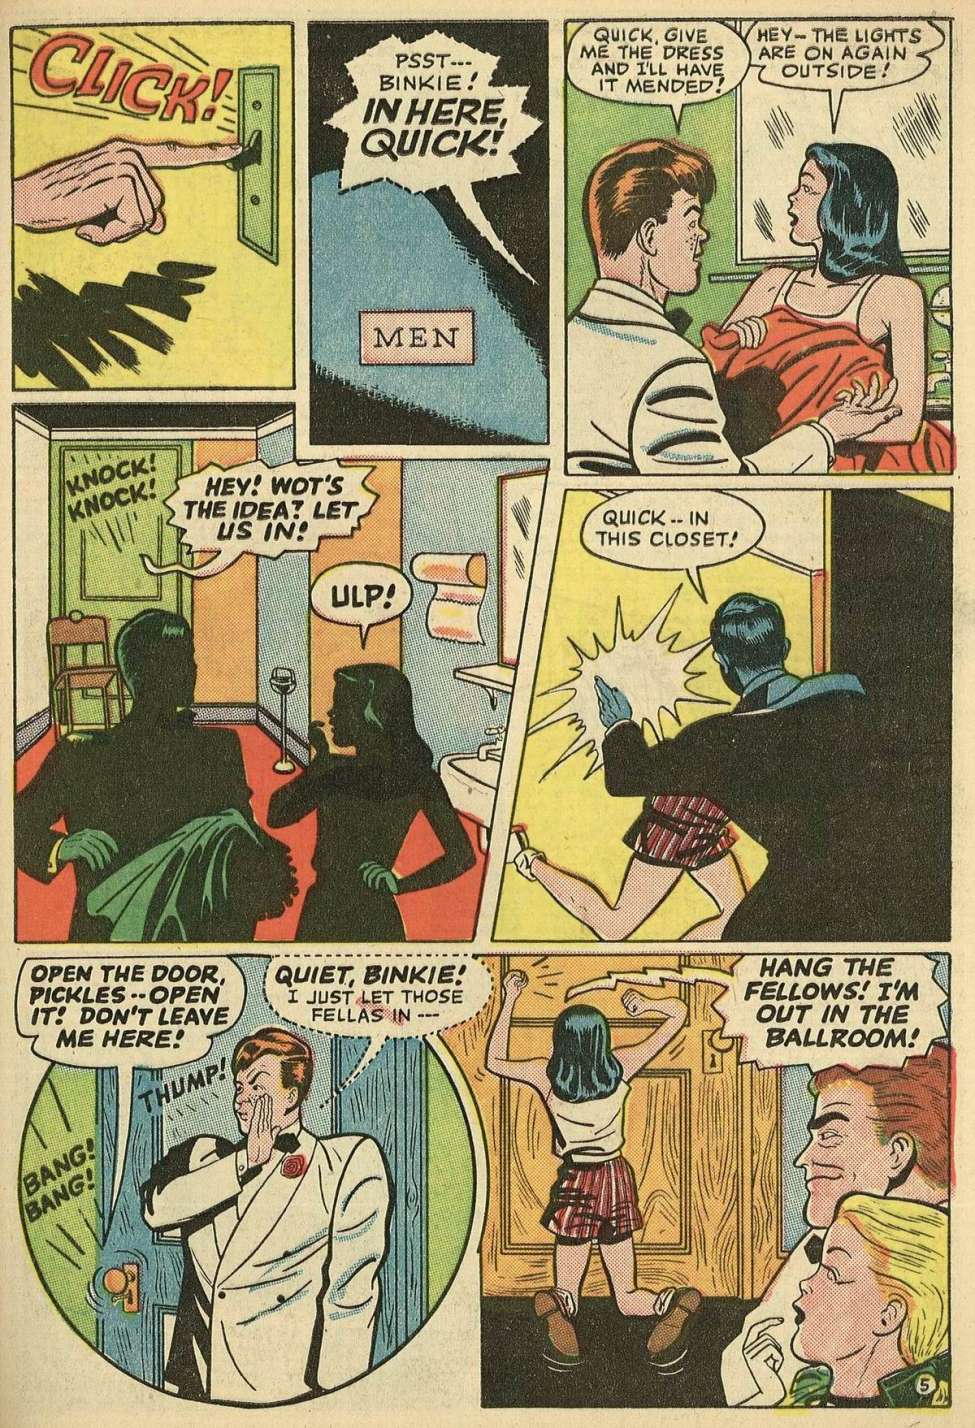 CLICK!
PSST---
BINKIE!
IN HERE,
QUICK!
MEN
QUICK, GIVE
ME THE DRESS
AND I'LL HAVE
IT MENDED!
HEY- THE LIGHTS
ARE ON AGAIN
OUTSIDE!
KNOCK!
KNOCK!
HEY! WOT'S
THE IDEA? LET
US IN!
ULP!
QUICK -- IN
THIS CLOSET!
OPEN THE DOOR,
PICKLES -- OPEN
IT! DON'T LEAVE
ME HERE!
THUMP!
BANG!
BANG!
QUIET, BINKIE!
I JUST LET THOSE
FELLAS IN ---
HANG THE
FELLOWS! I'M
OUT IN THE
BALLROOM!
5